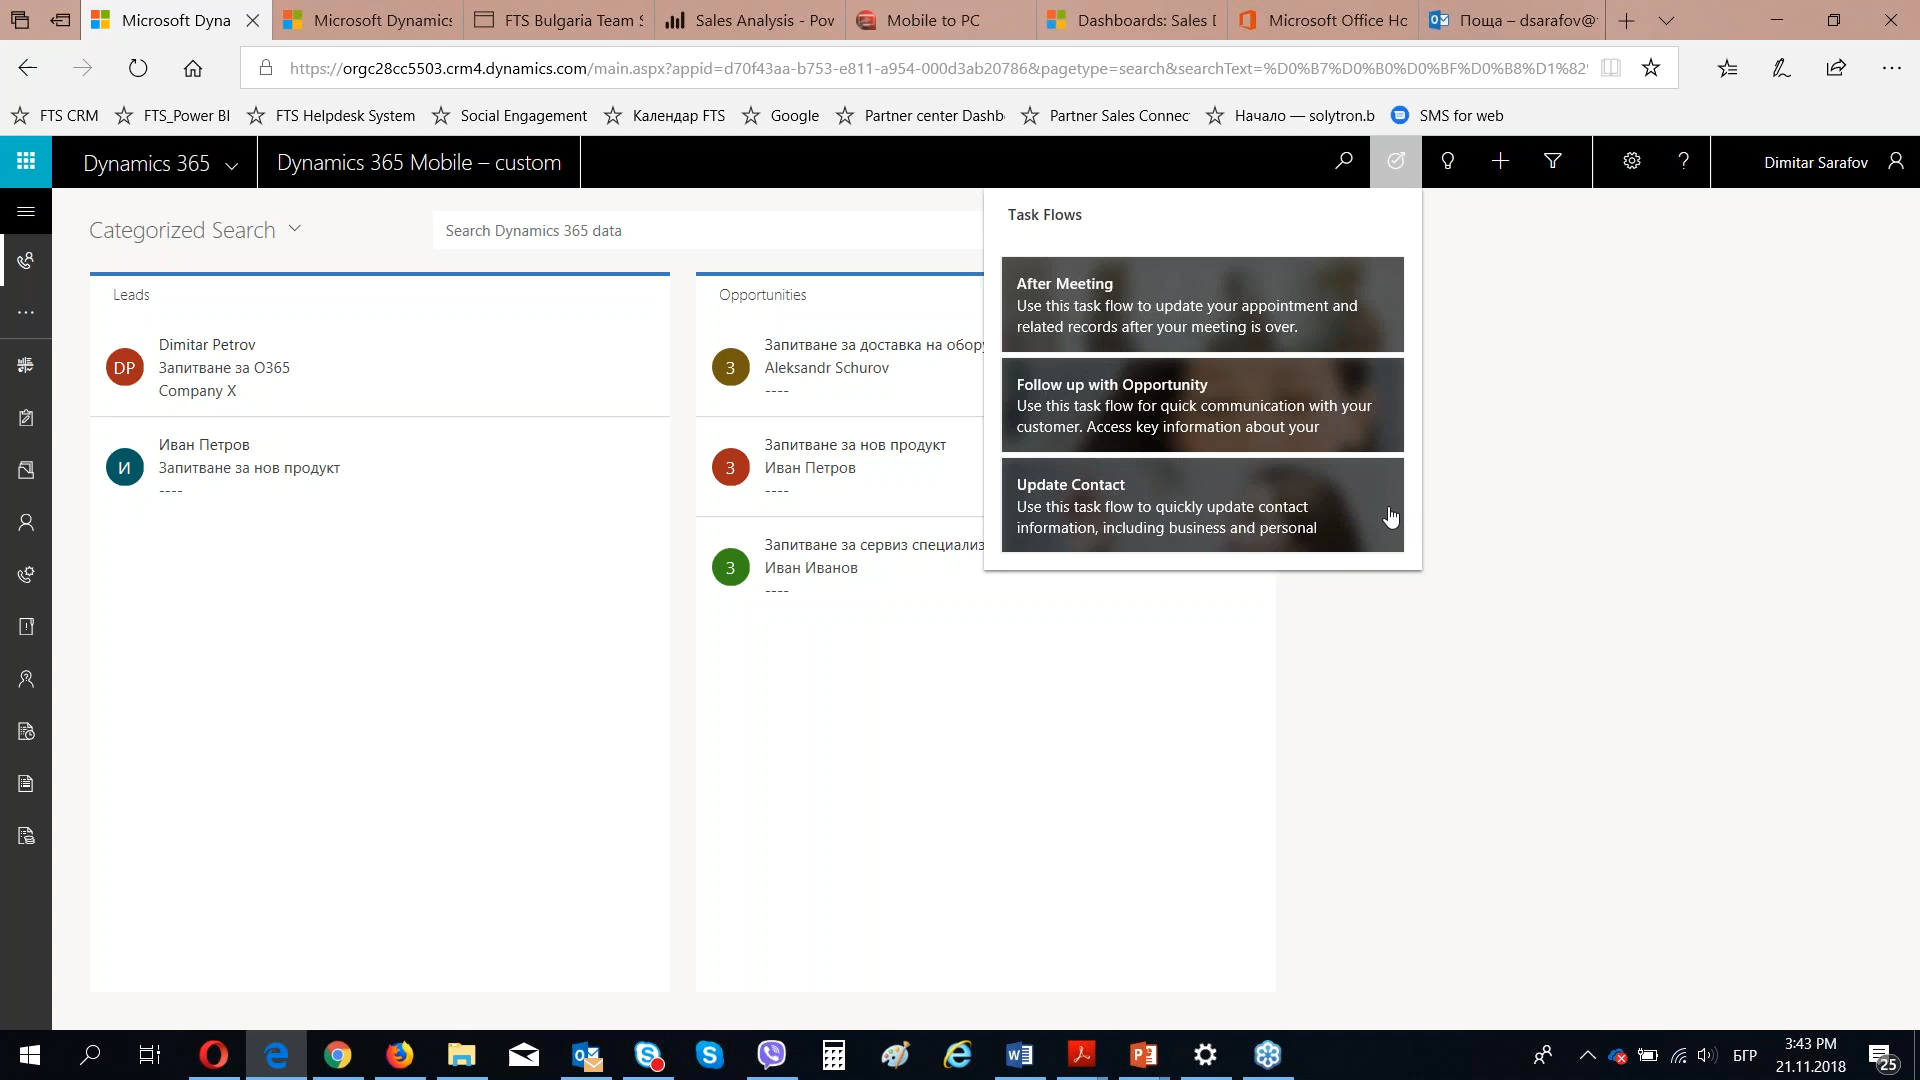 Microsoft Dyna
Microsoft Dynamics
FTS Bulgaria Team S
Sales Analysis - Pov
Mobile to PC
Dashboards: Sales D
Microsoft Office Ho
Поща – dsarafov@
https://orgc28cc5503.crm4.dynamics.com/main.aspx?appid=d70f43aa-b753-e811-a954-000d3ab20786&pagetype=search&searchText=%D0%B7%D0%B0%D0%BF%D0%B8%D1%82%
FTS CRM
FTS_Power BI
FTS Helpdesk System
Social Engagement
Календар FTS
Google
Partner center Dashb
Partner Sales Connec
Начало — solytron.b
SMS for web
Dynamics 365
Dynamics 365 Mobile – custom
Dimitar Sarafov
Categorized Search
Search Dynamics 365 data
Leads
DP
Dimitar Petrov
Запитване за О365
Company X
И
Иван Петров
Запитване за нов продукт
----
Opportunities
З
Запитване за доставка на обору
Aleksandr Schurov
----
З
Запитване за нов продукт
Иван Петров
----
З
Запитване за сервиз специализ
Иван Иванов
----
Task Flows
After Meeting
Use this task flow to update your appointment and
related records after your meeting is over.
Follow up with Opportunity
Use this task flow for quick communication with your
customer. Access key information about your
Update Contact
Use this task flow to quickly update contact
information, including business and personal
БГР
3:43 PM
21.11.2018
25